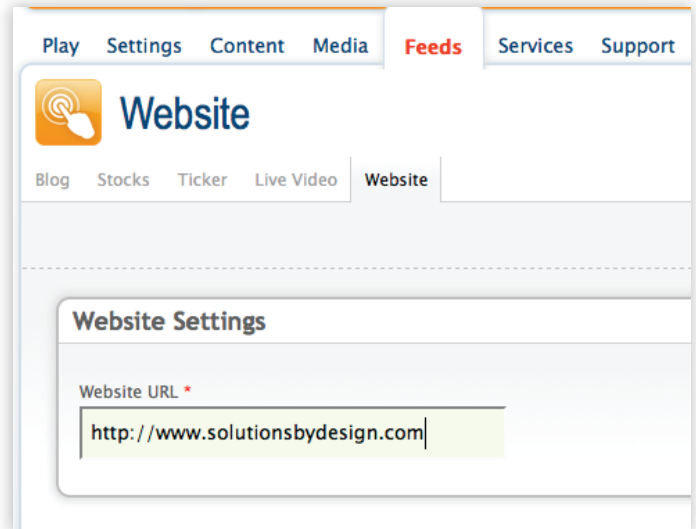 Play Settings Content Media Feeds Services Support
Website
Blog Stocks Ticker Live Video Website
Website Settings
Website URL *
http://www.solutionsbydesign.com